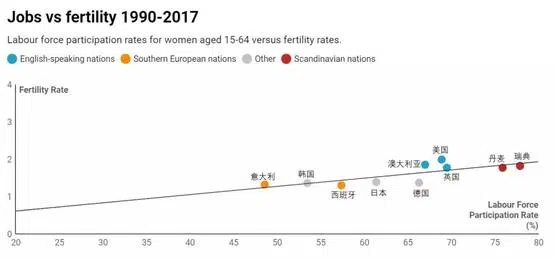 Jobs vs fertility 1990-2017
Labour force participation rates for women aged 15-64 versus fertility rates.
English-speaking nations Southern European nations Other Scandinavian nations
4
Fertility Rate
3
2
美国
丹麦
瑞典
澳大利亚
英国
意大利
韩国
西班牙
日本
德国
1
Labour Force
Participation Rate
(%)
0
20 25 30 35 40 45 50 55 60 65 70 75 80